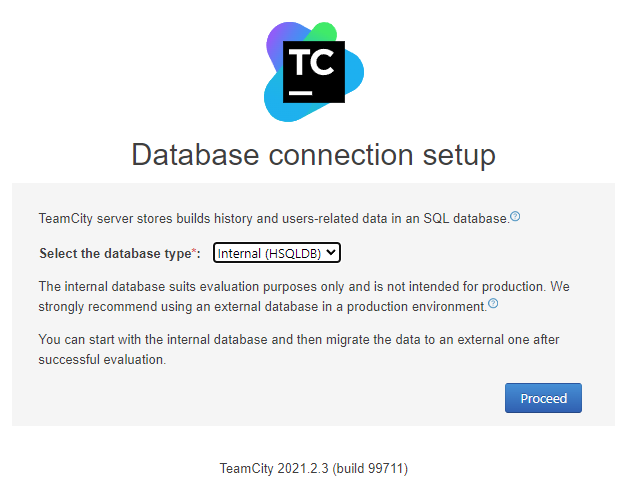 TC
Database connection setup
TeamCity server stores builds history and users-related data in an SQL database.?
Select the database type*: Internal (HSQLDB)
The internal database suits evaluation purposes only and is not intended for production. We
strongly recommend using an external database in a production environment.?
You can start with the internal database and then migrate the data to an external one after
successful evaluation.
Proceed
TeamCity 2021.2.3 (build 99711)